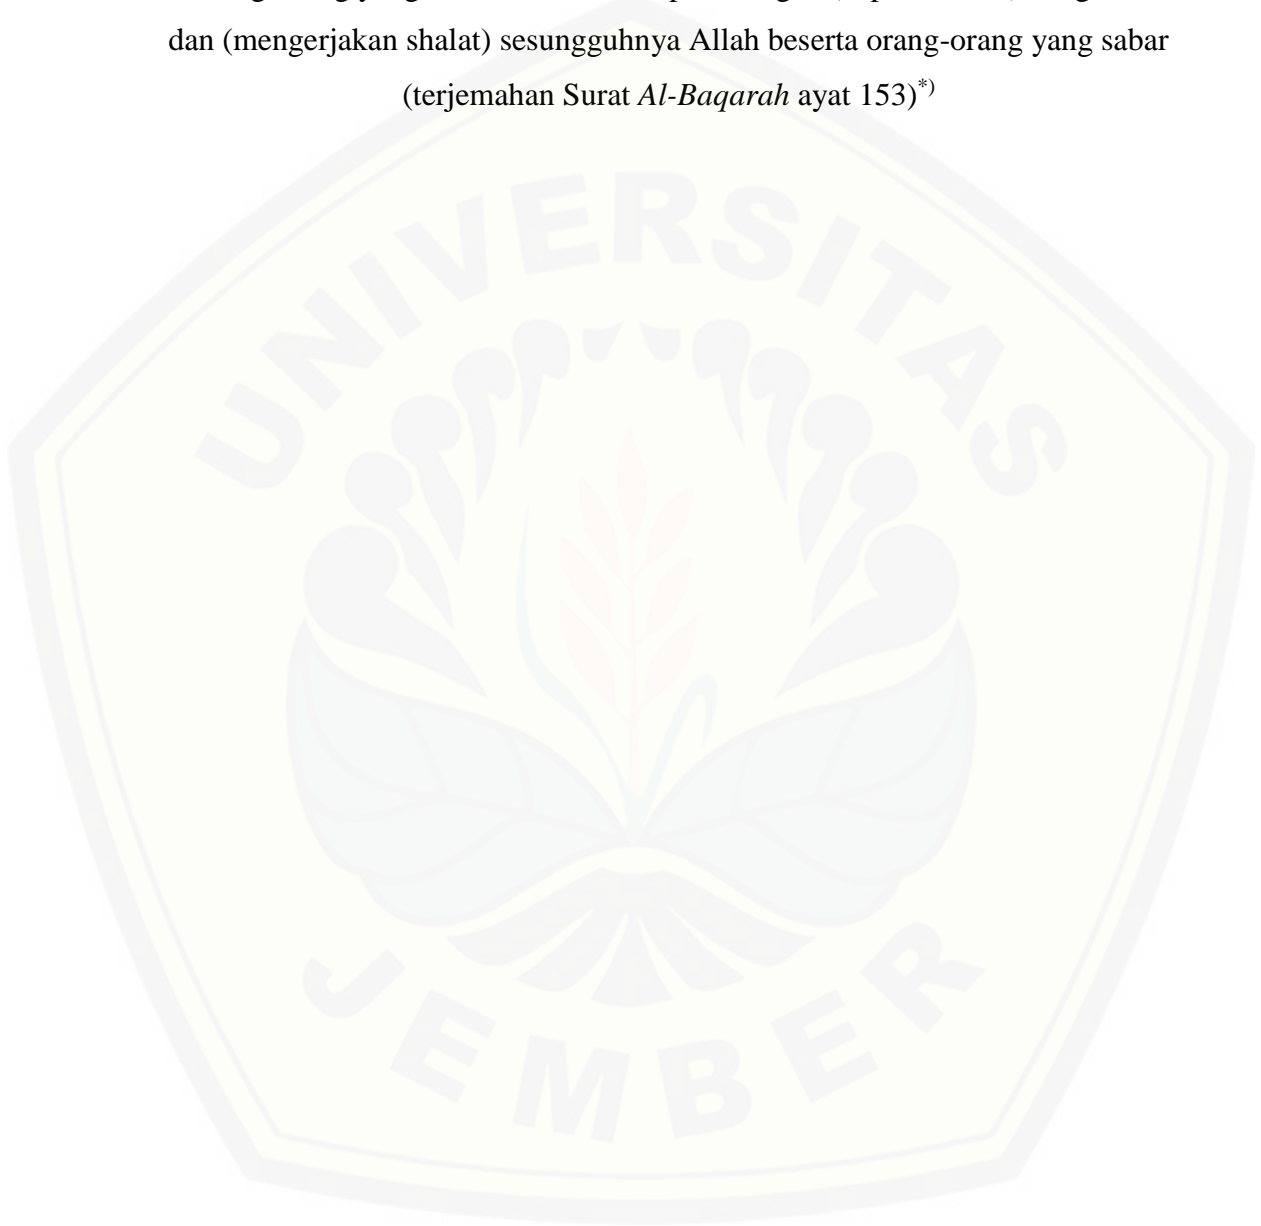 dan (mengerjakan shalat) sesungguhnya Allah beserta orang-orang yang sabar
(terjemahan Surat Al-Baqarah ayat 153)*)
UNIVERSITAS
JEMBER